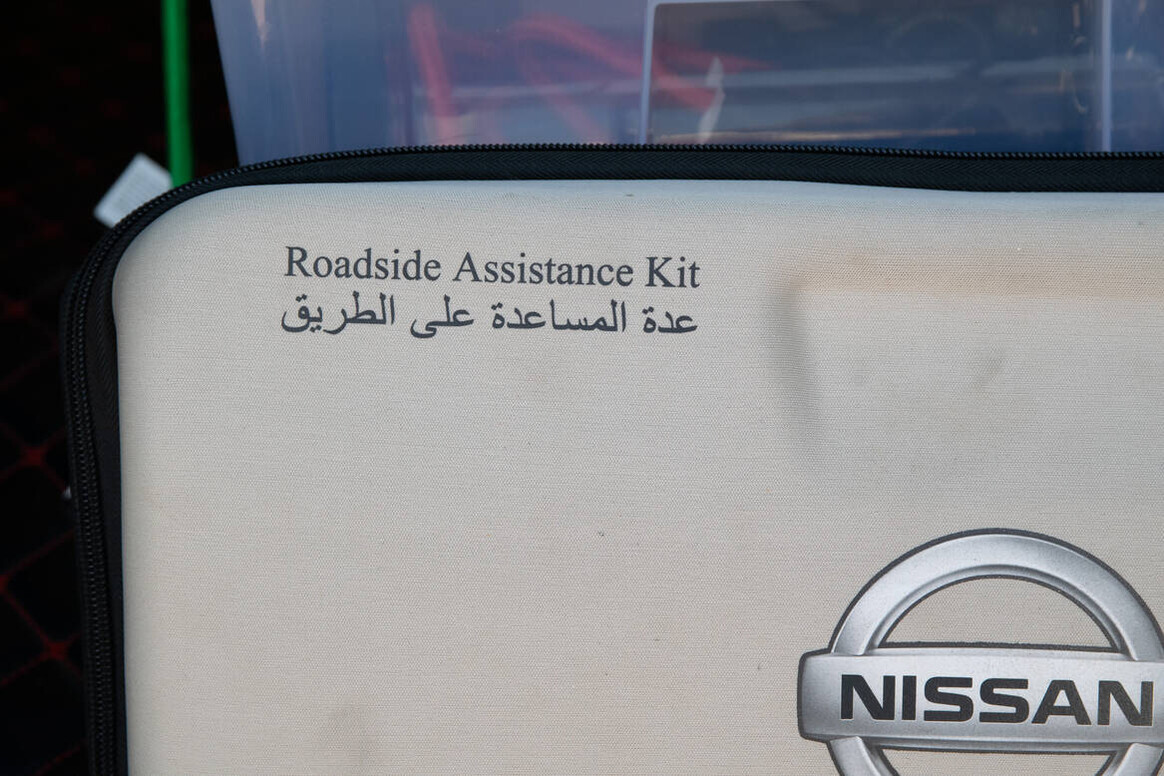 Roadside Assistance Kit
عدة المساعدة على الطريق
NISSAN